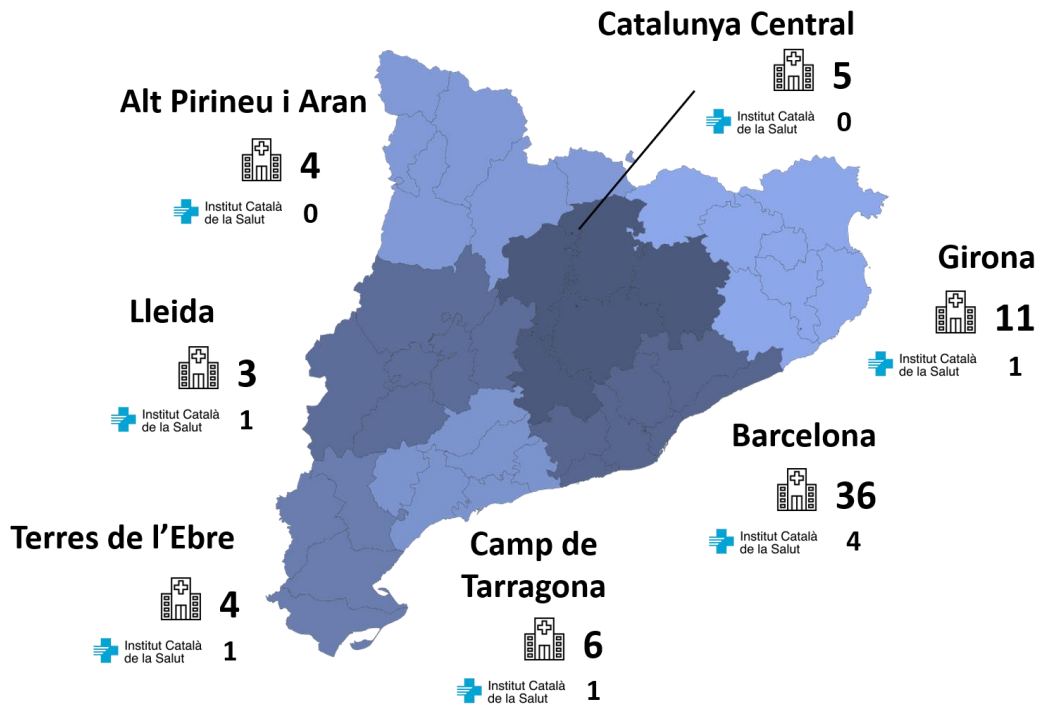 Catalunya Central
5
Institut Català
de la Salut
0
Alt Pirineu i Aran
4
Institut Català
de la Salut
0
Girona
11
Institut Català
de la Salut
1
Lleida
3
Institut Català
de la Salut
1
Barcelona
36
Institut Català
de la Salut
4
Terres de l’Ebre
4
Institut Català
de la Salut
1
Camp de
Tarragona
6
Institut Català
de la Salut
1